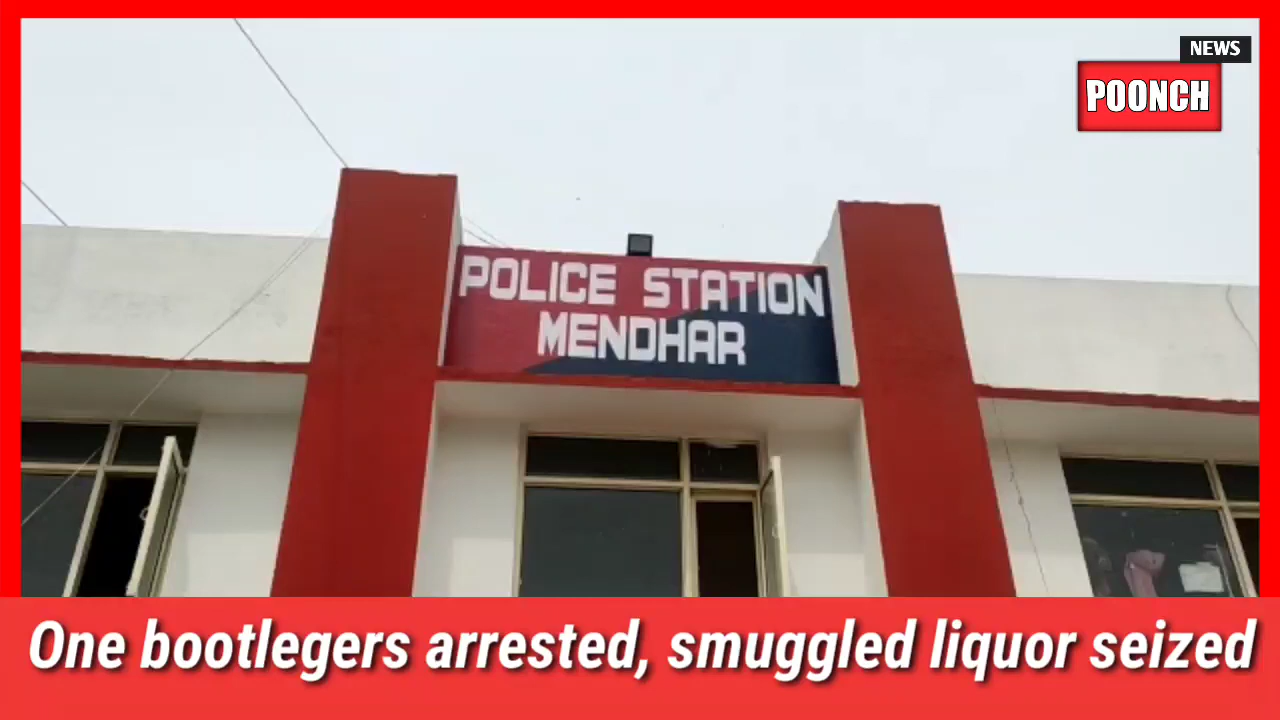 NEWS
POONCH
POLICE STATION
MENDHAR
One bootlegers arrested, smuggled liquor seized